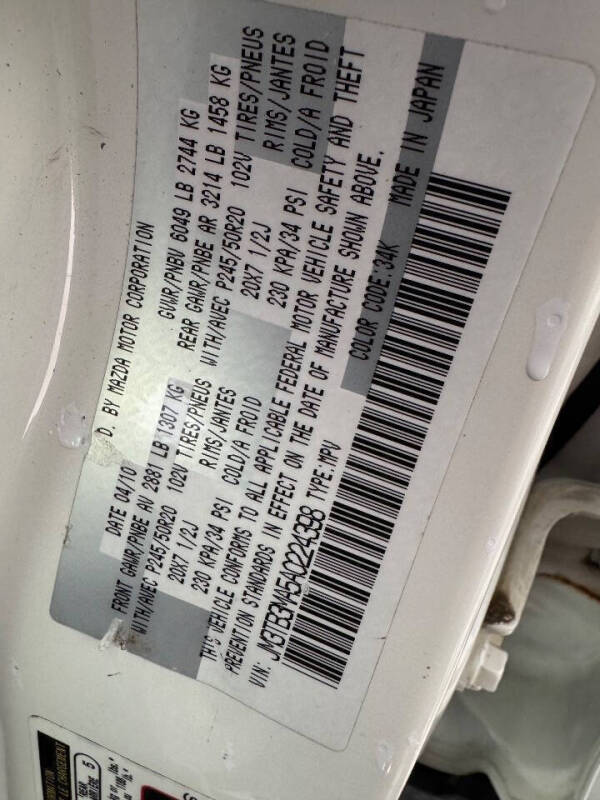 D. BY MAZDA MOTOR CORPORATION
DATE 04/10 GVWR/PNBV 6049 LB 2744 KG
FRONT GAWR/PNBE AV 2881 LB 1307 KG REAR GAWR/PNBE AR 3214 LB 1458 KG
WITH/AVEC P245/50R20 102V TIRES/PNEUS WITH/AVEC P245/50R20 102V TIRES/PNEUS
20X7 1/2J RIMS/JANTES 20X7 1/2J RIMS/JANTES
230 KPA/34 PSI COLD/A FROID 230 KPA/34 PSI COLD/A FROID
THIS VEHICLE CONFORMS TO ALL APPLICABLE FEDERAL MOTOR VEHICLE SAFETY AND THEFT
PREVENTION STANDARDS IN EFFECT ON THE DATE OF MANUFACTURE SHOWN ABOVE.
VIN: JM3TB3MA5A0224398 TYPE:MPV COLOR CODE:34K MADE IN JAPAN
LE CHARGEMENT
REAR 5